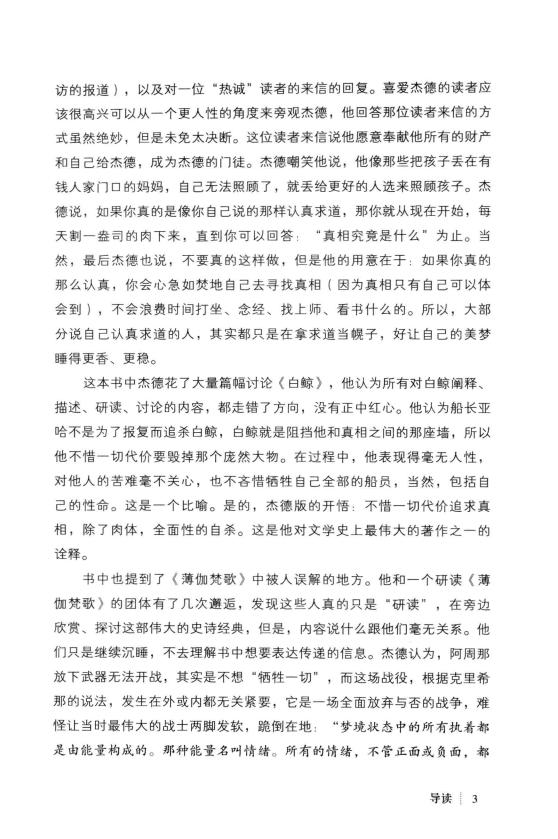 访的报道），以及对一位“热诚”读者的来信的回复。喜爱杰德的读者应
该很高兴可以从一个更人性的角度来旁观杰德，他回答那位读者来信的方
式虽然绝妙，但是未免太决断。这位读者来信说他愿意奉献他所有的财产
和自己给杰德，成为杰德的门徒。杰德嘲笑他说，他像那些把孩子丢在有
钱人家门口的妈妈，自己无法照顾了，就丢给更好的人选来照顾孩子。杰
德说，如果你真的是像你自己说的那样认真求道，那你就从现在开始，每
天割一盎司的肉下来，直到你可以回答：“真相究竟是什么”为止。当
然，最后杰德也说，不要真的这样做，但是他的用意在于：如果你真的
那么认真，你会心急如焚地自己去寻找真相（因为真相只有自己可以体
会到），不会浪费时间打坐、念经、找上师、看书什么的。所以，大部
分说自己认真求道的人，其实都只是在拿求道当幌子，好让自己的美梦
睡得更香、更稳。
这本书中杰德花了大量篇幅讨论《白鲸》，他认为所有对白鲸阐释、
描述、研读、讨论的内容，都走错了方向，没有正中红心。他认为船长亚
哈不是为了报复而追杀白鲸，白鲸就是阻挡他和真相之间的那座墙，所以
他不惜一切代价要毁掉那个庞然大物。在过程中，他表现得毫无人性，
对他人的苦难毫不关心，也不吝惜牺牲自己全部的船员，当然，包括自
己的性命。这是一个比喻。是的，杰德版的开悟：不惜一切代价追求真
相，除了肉体，全面性的自杀。这是他对文学史上最伟大的著作之一的
诠释。
书中也提到了《薄伽梵歌》中被人误解的地方。他和一个研读《薄
伽梵歌》的团体有了几次邂逅，发现这些人真的只是“研读”，在旁边
欣赏、探讨这部伟大的史诗经典，但是，内容说什么跟他们毫无关系。他
们只是继续沉睡，不去理解书中想要表达传递的信息。杰德认为，阿周那
放下武器无法开战，其实是不想“牺牲一切”，而这场战役，根据克里希
那的说法，发生在外或内都无关紧要，它是一场全面放弃与否的战争，难
怪让当时最伟大的战士两脚发软，跪倒在地：“梦境状态中的所有执着都
是由能量构成的。那种能量名叫情绪。所有的情绪，不管正面或负面，都
导读 3